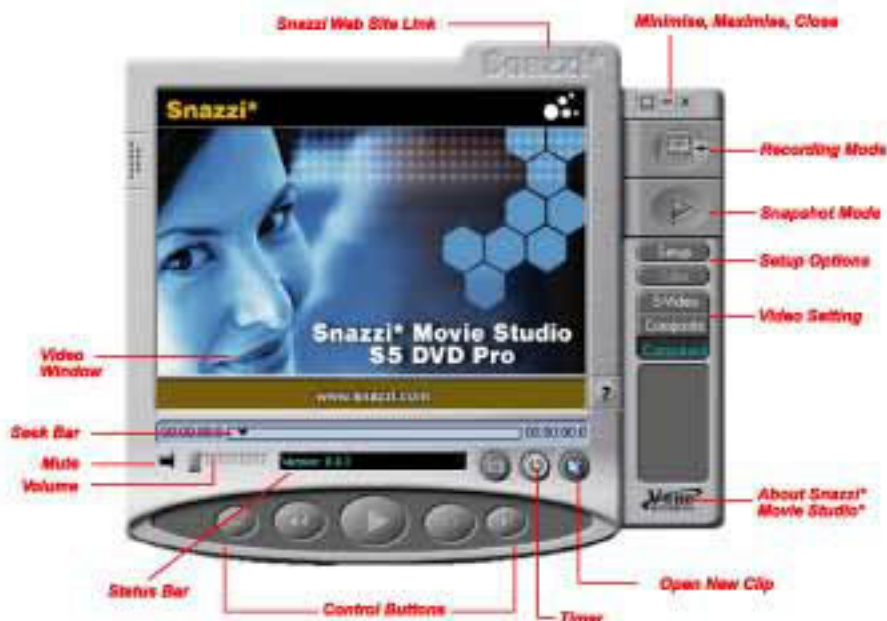 Snazzi Web Site Link
Minimise, Maximise, Close
Snazzi*
Snazzi*
Recording Mode
Snapshot Mode
Setup
Setup Options
S-Video
Composite
Video Setting
Snazzi* Movie Studio
S5 DVD Pro
Video
Window
www.snazzi.com
?
Seek Bar
Mute
Volume
About Snazzi*
Movie Studio*
Status Bar
Open New Clip
Control Buttons
Timer